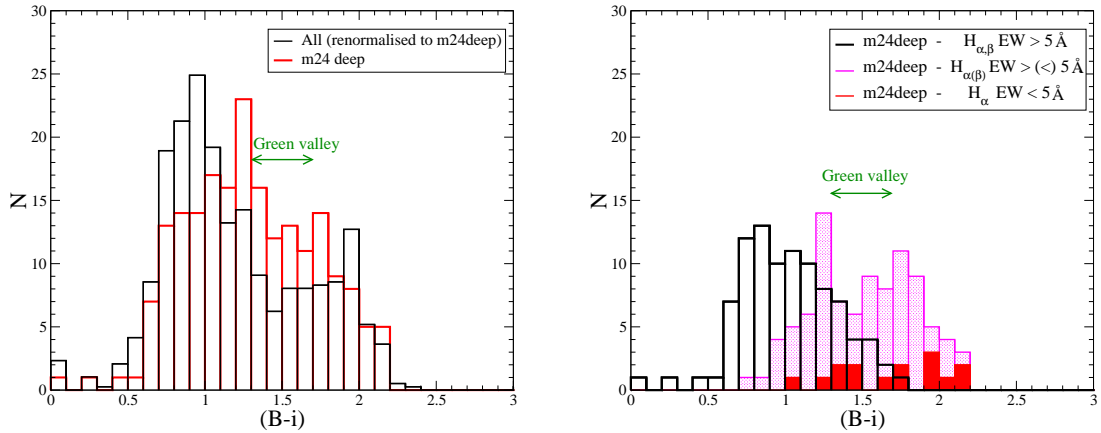 30
25
20
15
10
5
0
N
All (renormalised to m24deep)
m24 deep
Green valley
0 0.5 1 1.5 2 2.5 3
(B-i)
30
25
20
15
10
5
0
N
m24deep - Hα,β EW > 5 Å
m24deep - Hα(β) EW > (<) 5 Å
m24deep - Hα EW < 5 Å
Green valley
0 0.5 1 1.5 2 2.5 3
(B-i)